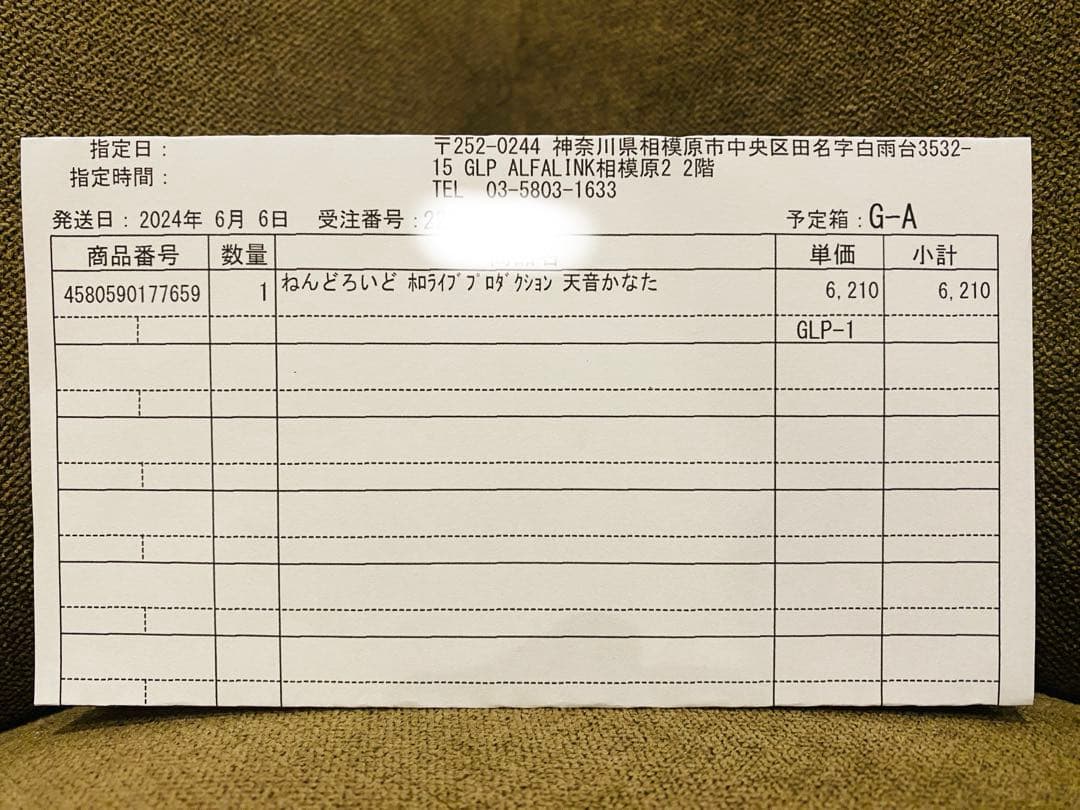 指定日：
〒252-0244 神奈川県相模原市中央区田名字白雨台3532-
指定時間：
15 GLP ALFALINK相模原2 2階
TEL 03-5803-1633
発送日：2024年 6月 6日 受注番号： 予定箱：G-A
商品番号 数量 単価 小計
4580590177659 1 ねんどろいど ﾎﾛﾗｲﾌﾞﾌﾟﾛﾀﾞｸｼｮﾝ 天音かなた 6,210 6,210
GLP-1